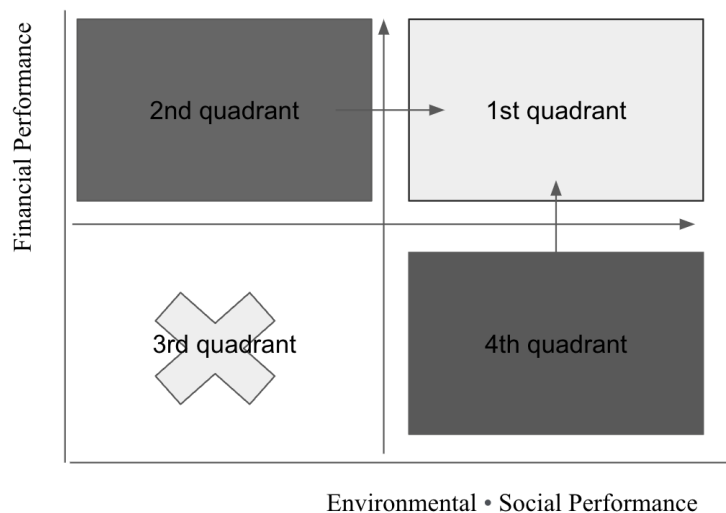 Financial Performance
2nd quadrant
1st quadrant
3rd quadrant
4th quadrant
Environmental • Social Performance